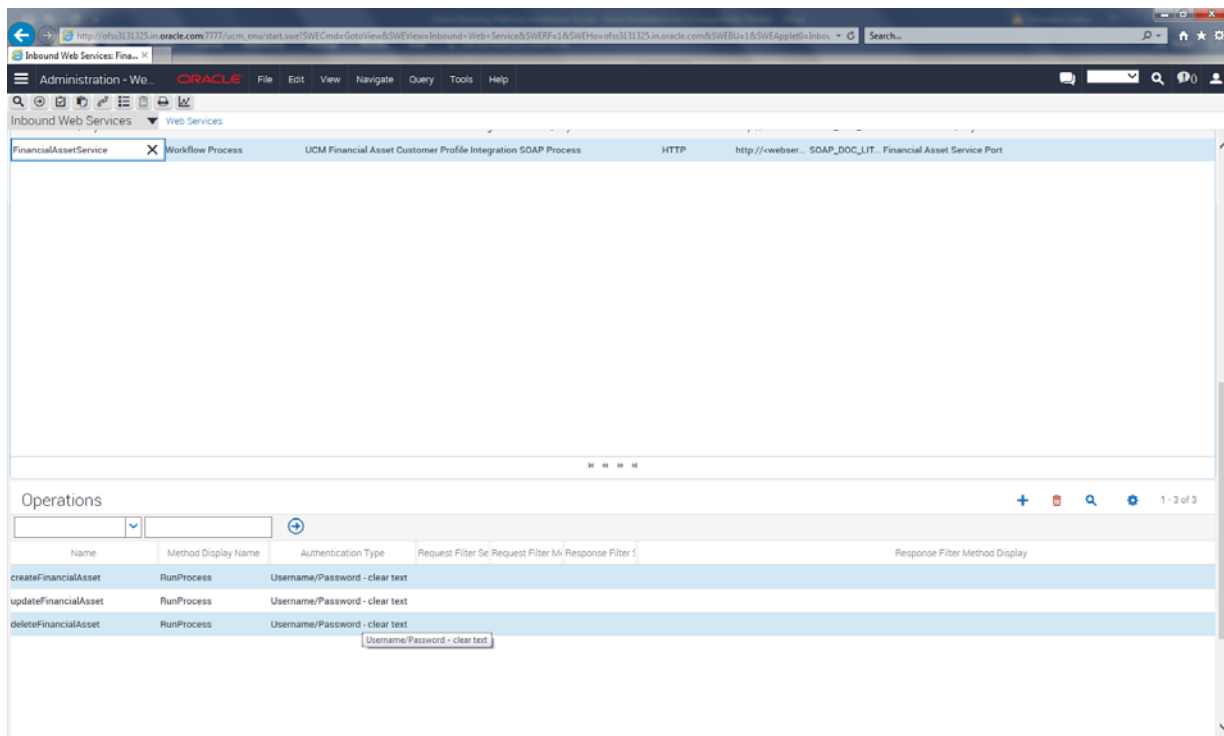 http://ofss3131325.in.oracle.com:7777/ucm_enu/start.swe?SWECmd=GotoView&SWEView=Inbound+Web+Service&SWERF=1&SWEHo=ofss3131325.in.oracle.com&SWEBU=1&SWEApplet0=Inbou Search...
Inbound Web Services: Fina...
Administration - We... ORACLE File Edit View Navigate Query Tools Help 0
Inbound Web Services Web Services:
FinancialAssetService Workflow Process UCM Financial Asset Customer Profile Integration SOAP Process HTTP http://<webser... SOAP_DOC_LIT... Financial Asset Service Port
Operations 1 - 3 of 3
Name Method Display Name Authentication Type Request Filter Se Request Filter Me Response Filter S Response Filter Method Display
createFinancialAsset RunProcess Username/Password - clear text
updateFinancialAsset RunProcess Username/Password - clear text
deleteFinancialAsset RunProcess Username/Password - clear text
Username/Password - clear text